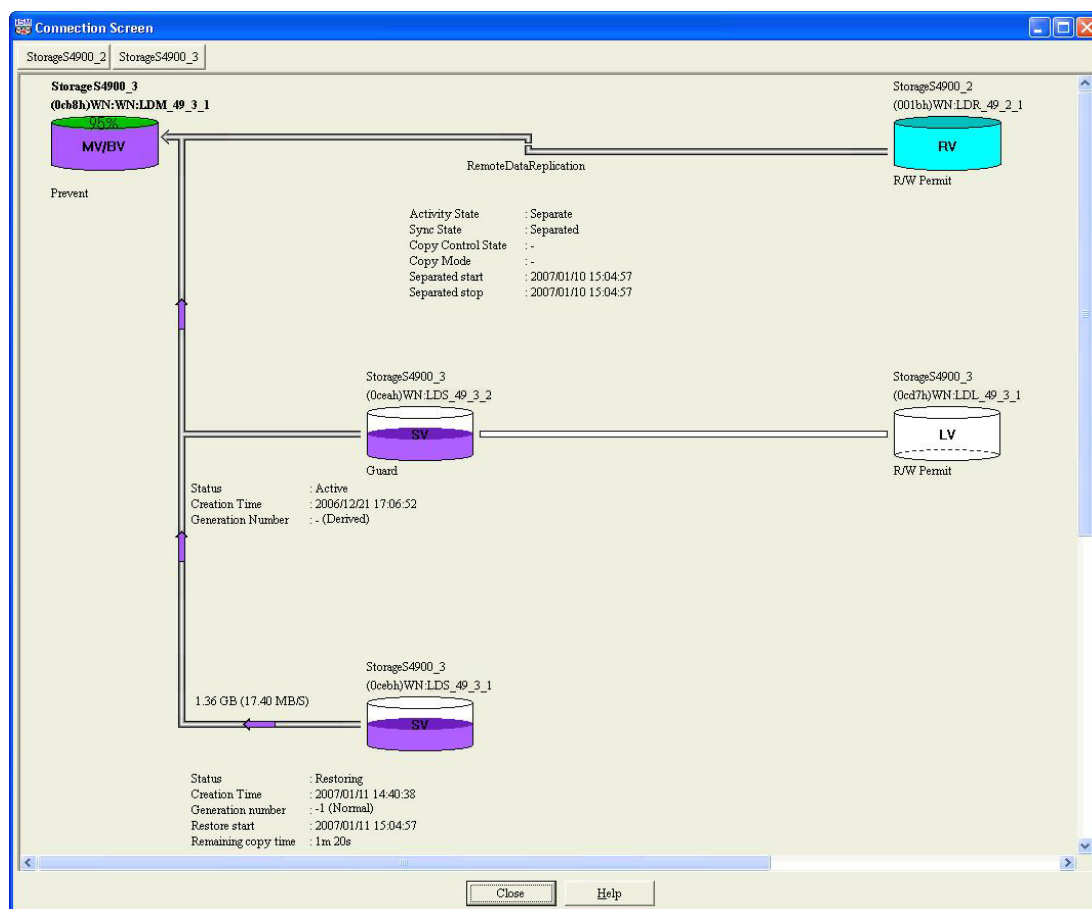 Connection Screen
StorageS4900_2 StorageS4900_3
StorageS4900_3
(0cb8h)WN:WN:LDM_49_3_1
95%
MV/BV
Prevent
StorageS4900_2
(001bh)WN:LDR_49_2_1
RV
R/W Permit
RemoteDataReplication
Activity State : Separate
Sync State : Separated
Copy Control State : -
Copy Mode : -
Separated start : 2007/01/10 15:04:57
Separated stop : 2007/01/10 15:04:57
StorageS4900_3
(0ceah)WN:LDS_49_3_2
SV
Guard
StorageS4900_3
(0cd7h)WN:LDL_49_3_1
LV
R/W Permit
Status : Active
Creation Time : 2006/12/21 17:06:52
Generation Number : - (Derived)
StorageS4900_3
(0cebh)WN:LDS_49_3_1
SV
1.36 GB (17.40 MB/S)
Status : Restoring
Creation Time : 2007/01/11 14:40:38
Generation number : -1 (Normal)
Restore start : 2007/01/11 15:04:57
Remaining copy time : 1m 20s
Close Help